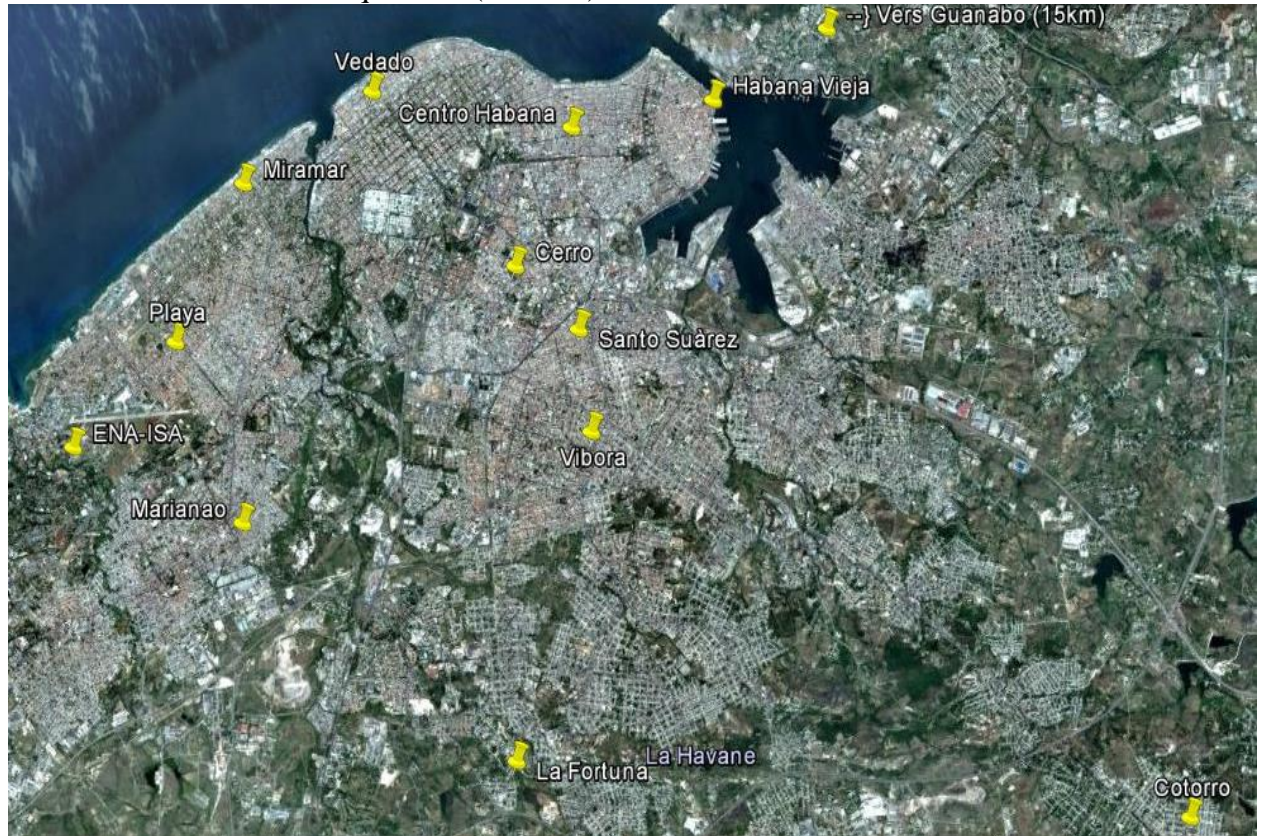 --} Vers Guanabo (15km)
Vedado
Habana Vieja
Centro Habana
Miramar
Cerro
Playa
Santo Suàrez
ENA-ISA
Vibora
Marianao
La Havane
La Fortuna
Cotorro